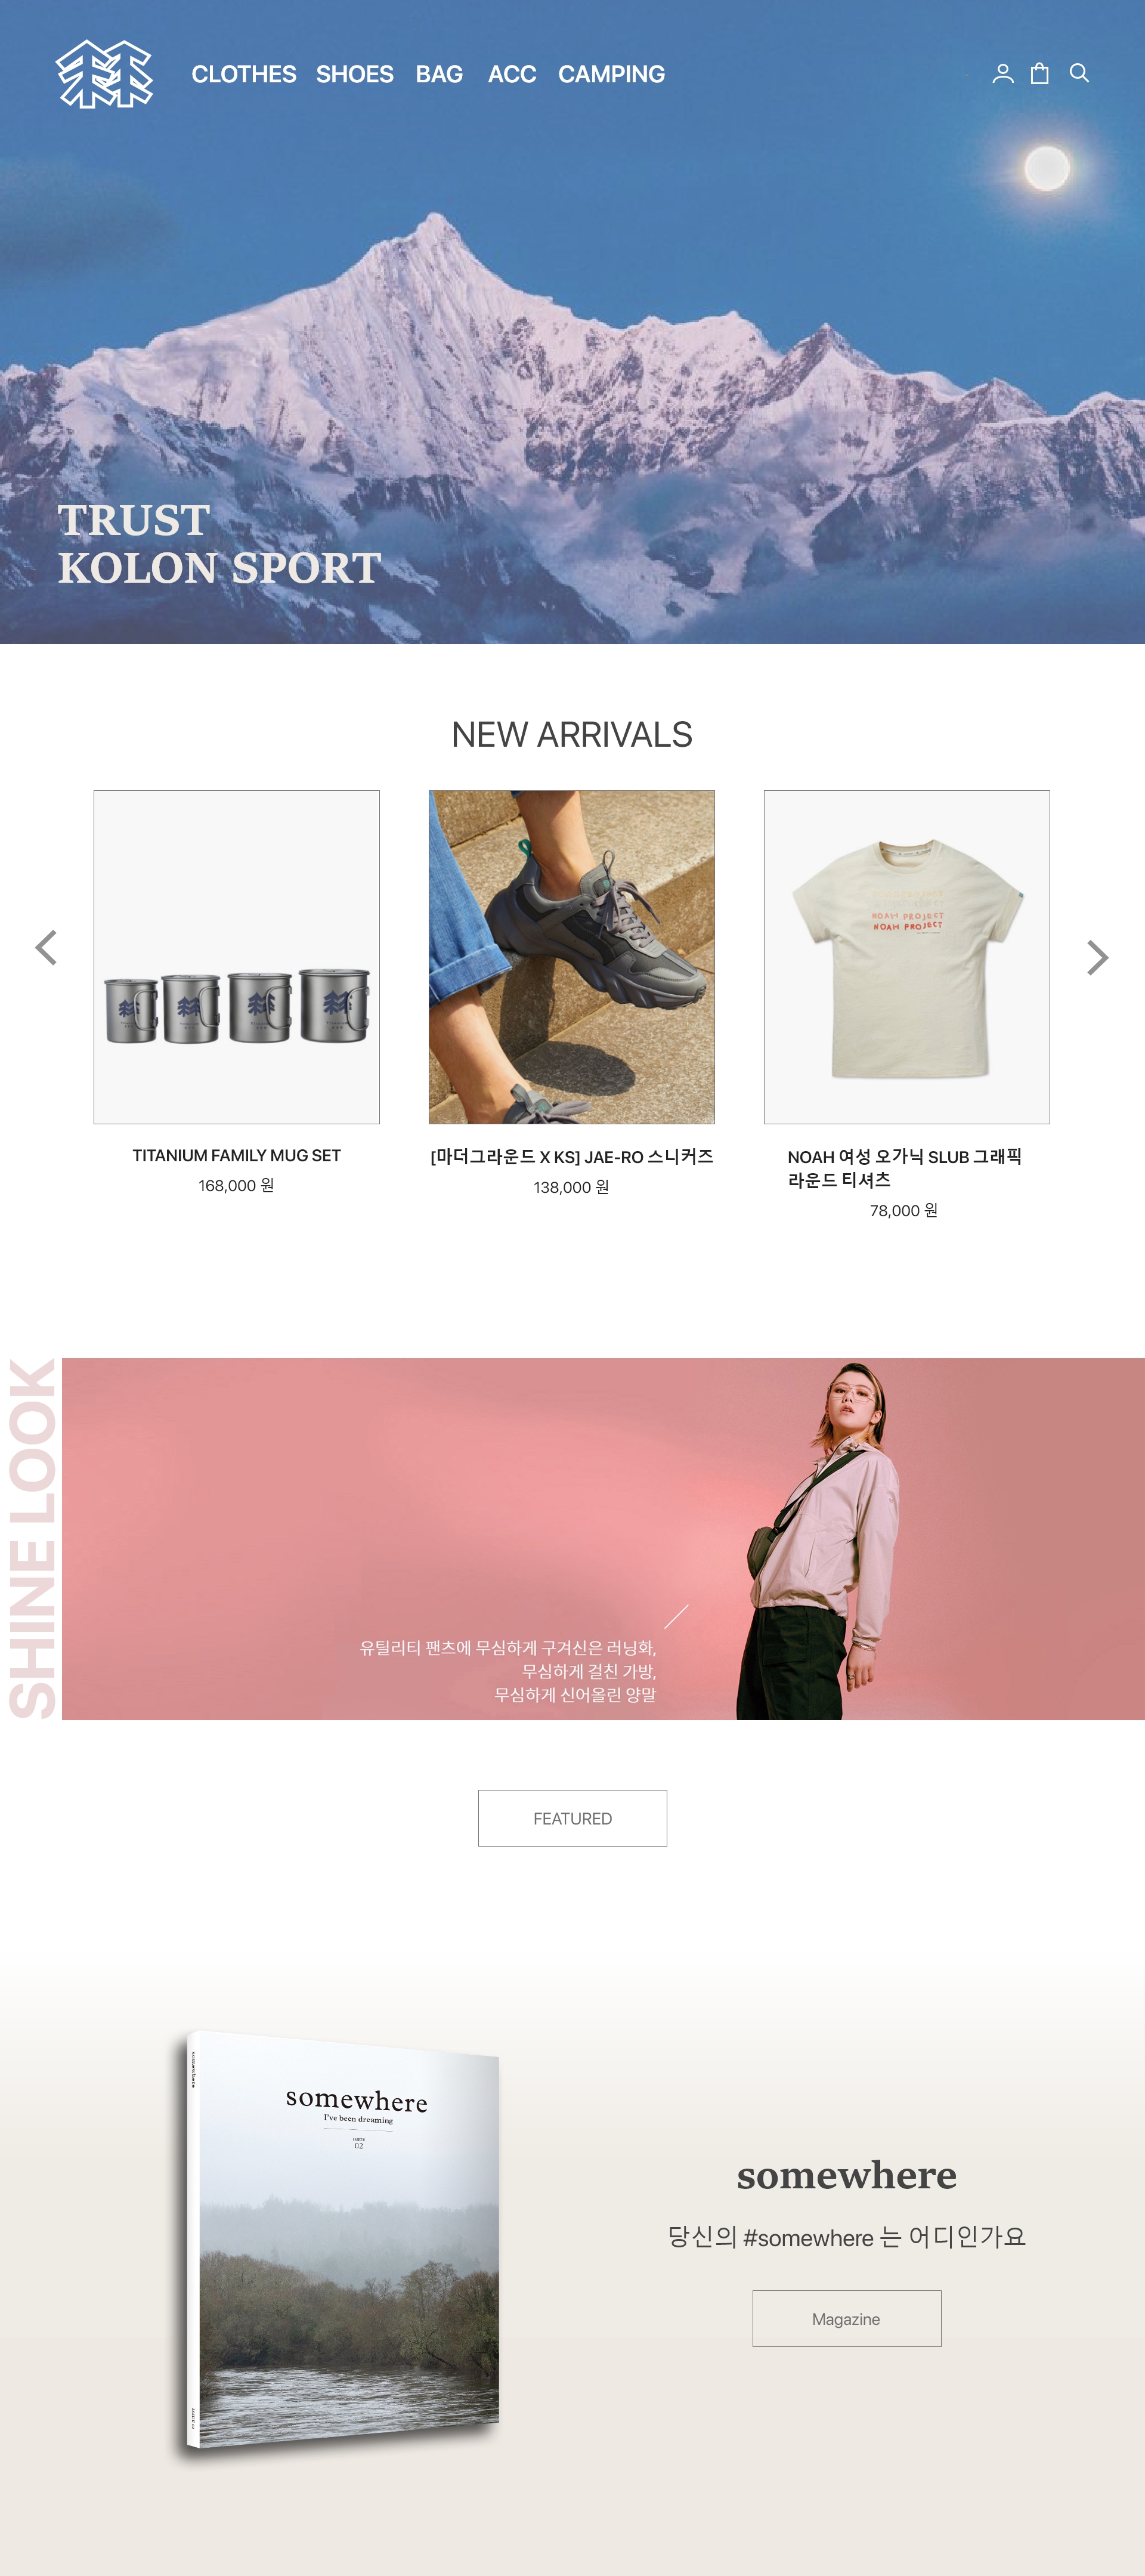 CLOTHES SHOES BAG ACC CAMPING
TRUST
KOLON SPORT
NEW ARRIVALS
NOAH PROJECT
NOAH PROJECT
TITANIUM FAMILY MUG SET
168,000 원
[마더그라운드 X KS] JAE-RO 스니커즈
138,000 원
NOAH 여성 오가닉 SLUB 그래픽
라운드 티셔츠
78,000 원
SHINE LOOK
유틸리티 팬츠에 무심하게 구겨신은 러닝화,
무심하게 걸친 가방,
무심하게 신어올린 양말
FEATURED
somewhere
somewhere
I've been dreaming
02
somewhere
당신의 #somewhere 는 어디인가요
Magazine